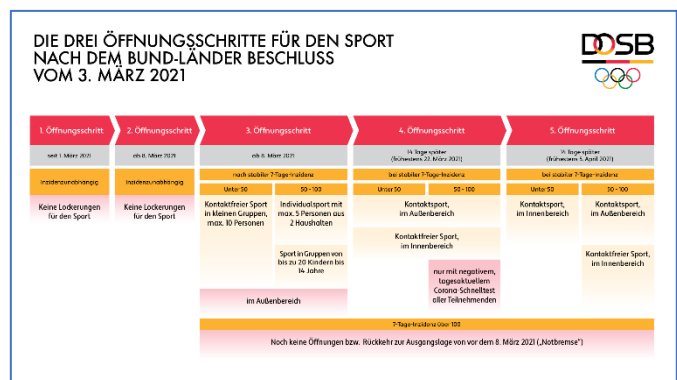 DIE DREI ÖFFNUNGSSCHRITTE FÜR DEN SPORT
NACH DEM BUND-LÄNDER BESCHLUSS
VOM 3. MÄRZ 2021
DOSB
1. Öffnungsschritt
seit 1. März 2021
Inzidenzunabhängig
Keine Lockerungen
für den Sport
2. Öffnungsschritt
ab 8. März 2021
Inzidenzunabhängig
Keine Lockerungen
für den Sport
3. Öffnungsschritt
ab 8. März 2021
nach stabiler 7-Tage-Inzidenz
Unter 50
Kontaktfreier Sport
in kleinen Gruppen,
max. 10 Personen
50 - 100
Individualsport mit
max. 5 Personen aus
2 Haushalten
Sport in Gruppen von
bis zu 20 Kindern bis
14 Jahre
im Außenbereich
4. Öffnungsschritt
14 Tage später
(frühestens 22. März 2021)
bei stabiler 7-Tage-Inzidenz
Unter 50
50 - 100
Kontaktsport,
im Außenbereich
Kontaktfreier Sport,
im Innenbereich
nur mit negativem,
tagesaktuellem
Corona-Schnelltest
aller Teilnehmenden
5. Öffnungsschritt
14 Tage später
(frühestens 5. April 2021)
bei stabiler 7-Tage-Inzidenz
Unter 50
Kontaktsport,
im Innenbereich
50 - 100
Kontaktsport,
im Außenbereich
Kontaktfreier Sport,
im Innenbereich
7-Tage-Inzidenz über 100
Noch keine Öffnungen bzw. Rückkehr zur Ausgangslage von vor dem 8. März 2021 („Notbremse")